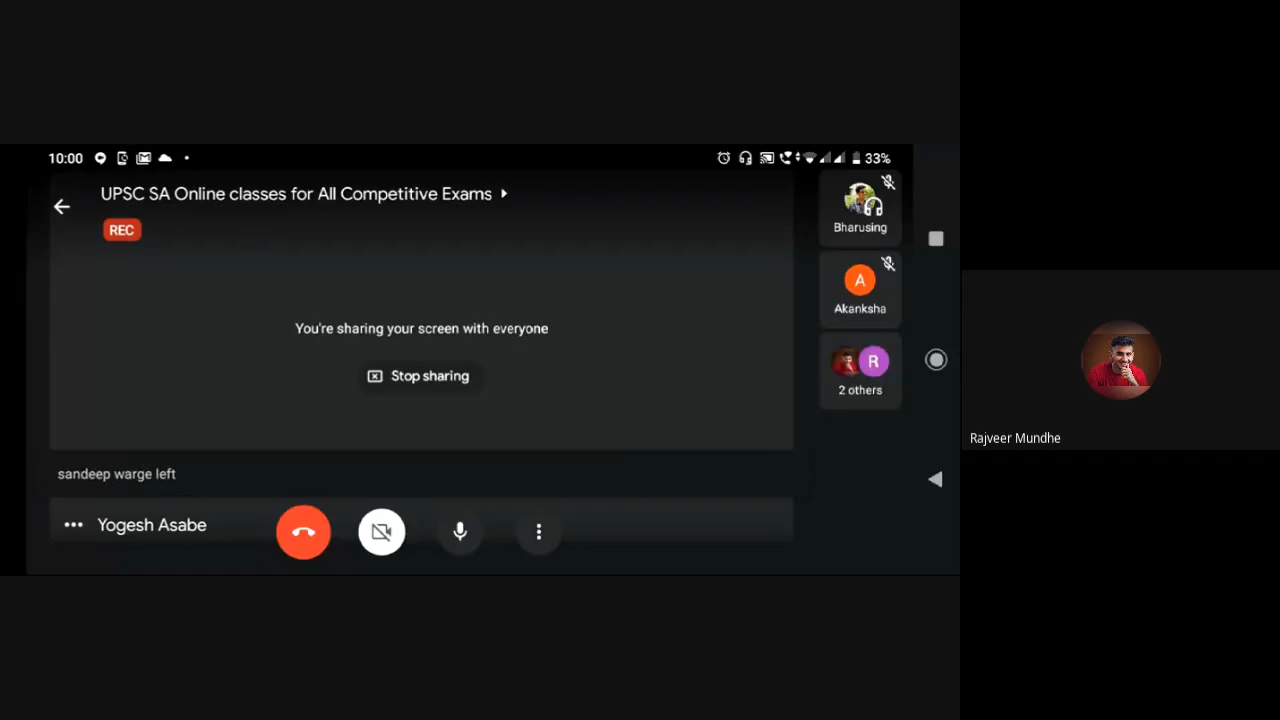 10:00
33%
UPSC SA Online classes for All Competitive Exams
REC
Bharusing
You're sharing your screen with everyone
Stop sharing
A
Akanksha
R
2 others
sandeep warge left
Yogesh Asabe
Rajveer Mundhe